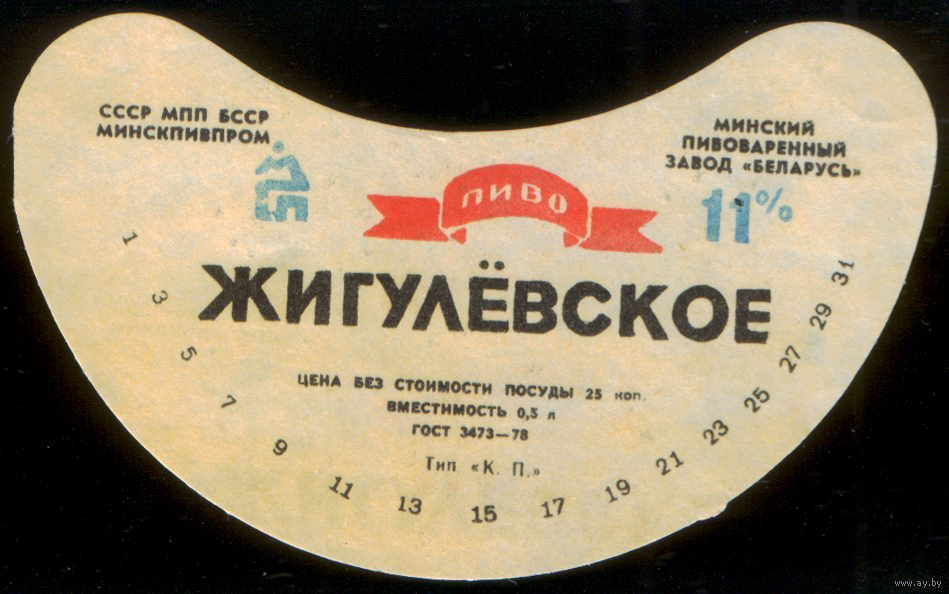 СССР МПП БССР
МИНСКПИВПРОМ
МИНСКИЙ
ПИВОВАРЕННЫЙ
ЗАВОД «БЕЛАРУСЬ»
ПИВО
11%
ЖИГУЛЁВСКОЕ
ЦЕНА БЕЗ СТОИМОСТИ ПОСУДЫ 25 коп.
ВМЕСТИМОСТЬ 0,5 л
ГОСТ 3473—78
Тип «К. П.»
1 3 5 7 9 11 13 15 17 19 21 23 25 27 29 31
www.ay.by